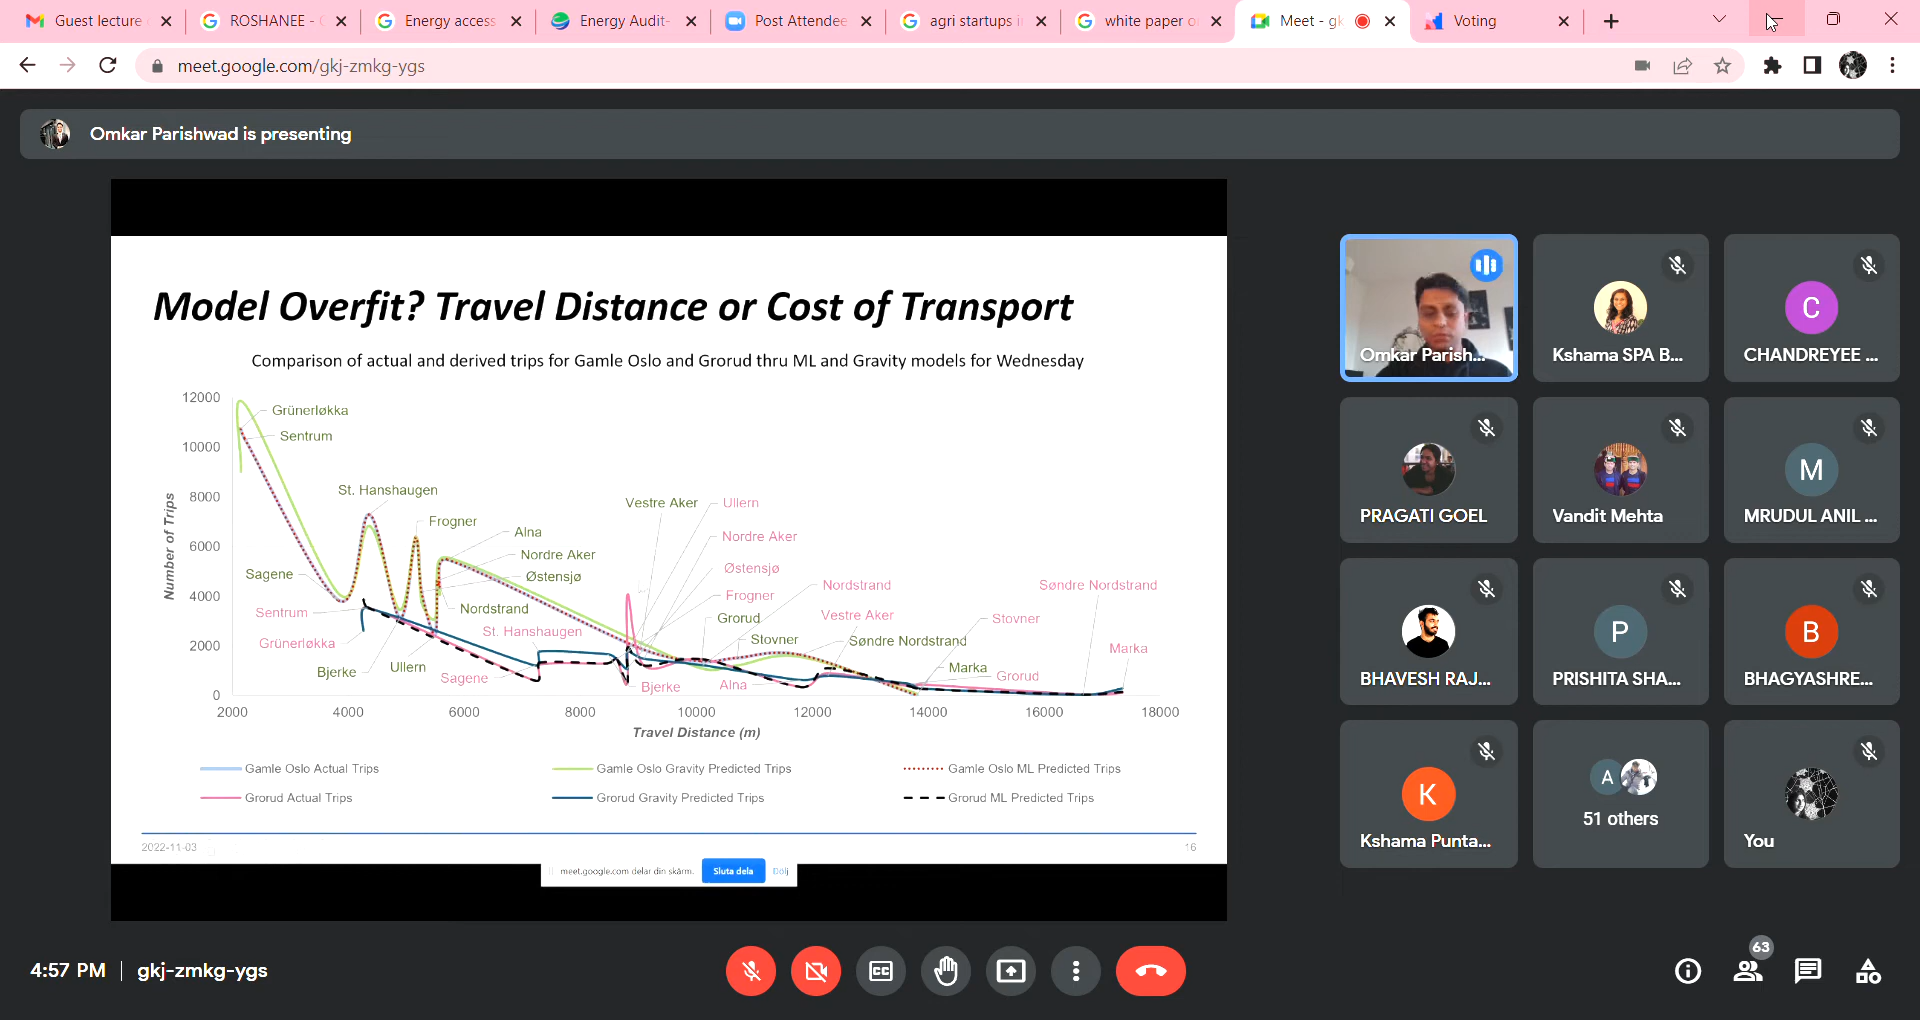 Guest lecture
ROSHANEE -
Energy access
Energy Audit-
Post Attendee
agri startups i
white paper o
Meet - gk
Voting
meet.google.com/gkj-zmkg-ygs
Omkar Parishwad is presenting
Model Overfit? Travel Distance or Cost of Transport
Comparison of actual and derived trips for Gamle Oslo and Grorud thru ML and Gravity models for Wednesday
12000
10000
8000
6000
4000
2000
0
Number of Trips
Grünerløkka
Sentrum
St. Hanshaugen
Frogner
Alna
Nordre Aker
Østensjø
Sagene
Nordstrand
Sentrum
Grünerløkka
St. Hanshaugen
Bjerke
Ullern
Sagene
Vestre Aker
Ullern
Nordre Aker
Østensjø
Frogner
Nordstrand
Grorud
Vestre Aker
Stovner
Søndre Nordstrand
Bjerke
Alna
Søndre Nordstrand
Stovner
Marka
Marka
Grorud
2000
4000
6000
8000
10000
12000
14000
16000
18000
Travel Distance (m)
Gamle Oslo Actual Trips
Gamle Oslo Gravity Predicted Trips
Gamle Oslo ML Predicted Trips
Grorud Actual Trips
Grorud Gravity Predicted Trips
Grorud ML Predicted Trips
2022-11-03
16
meet.google.com delar din skärm.
Sluta dela
Dölj
Omkar Parish...
Kshama SPA B...
C
CHANDREYEE ...
PRAGATI GOEL
Vandit Mehta
M
MRUDUL ANIL ...
BHAVESH RAJ...
P
PRISHITA SHA...
B
BHAGYASHRE...
K
Kshama Punta...
A
51 others
You
4:57 PM | gkj-zmkg-ygs
CC
63